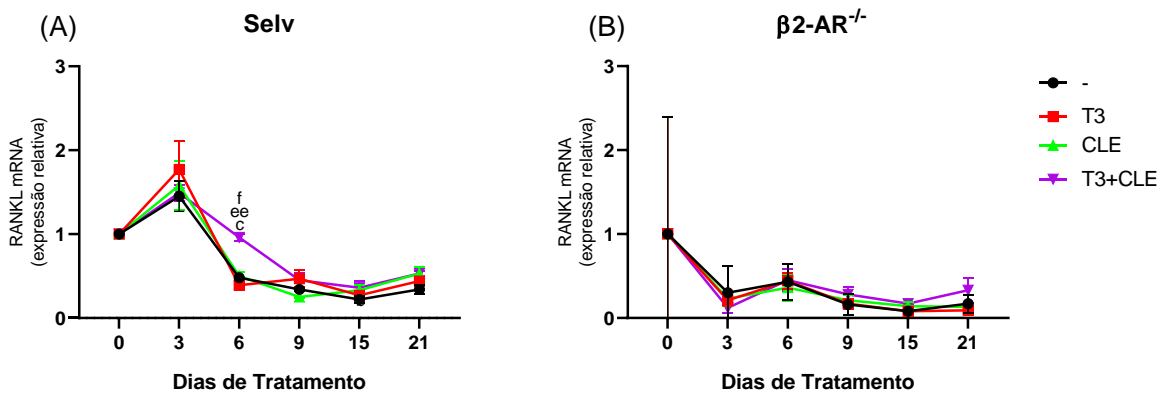 (A)
Selv
RANKL mRNA
(expressão relativa)
3
2
1
0
f
ee
c
0 3 6 9 15 21
Dias de Tratamento
(B)
β2-AR-/-
RANKL mRNA
(expressão relativa)
3
2
1
0
0 3 6 9 15 21
Dias de Tratamento
-
T3
CLE
T3+CLE